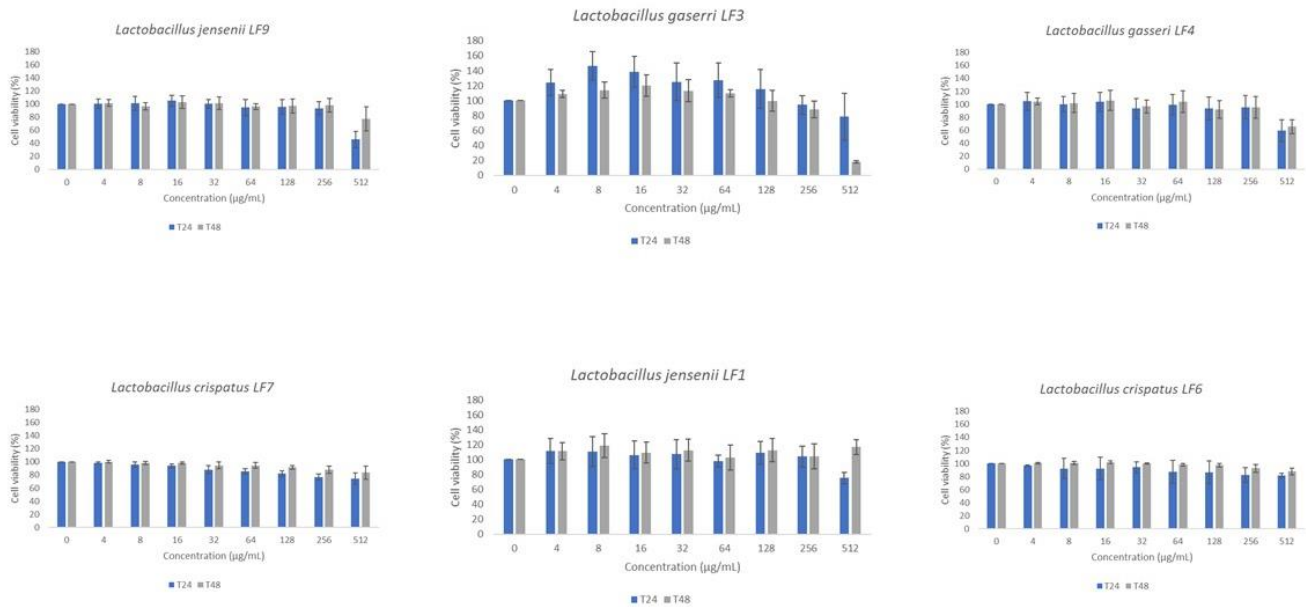 Lactobacillus jensenii LF9
Cell viability (%)
180
160
140
120
100
80
60
40
20
0
0 4 8 16 32 64 128 256 512
Concentration (µg/mL)
T24 T48
Lactobacillus gaserri LF3
Cell viability (%)
180
160
140
120
100
80
60
40
20
0
0 4 8 16 32 64 128 256 512
Concentration (µg/mL)
T24 T48
Lactobacillus gasseri LF4
Cell viability (%)
180
160
140
120
100
80
60
40
20
0
0 4 8 16 32 64 128 256 512
Concentration (µg/mL)
T24 T48
Lactobacillus crispatus LF7
Cell viability (%)
180
160
140
120
100
80
60
40
20
0
0 4 8 16 32 64 128 256 512
Concentration (µg/mL)
T24 T48
Lactobacillus jensenii LF1
Cell viability (%)
180
160
140
120
100
80
60
40
20
0
0 4 8 16 32 64 128 256 512
Concentration (µg/mL)
T24 T48
Lactobacillus crispatus LF6
Cell viability (%)
180
160
140
120
100
80
60
40
20
0
0 4 8 16 32 64 128 256 512
Concentration (µg/mL)
T24 T48